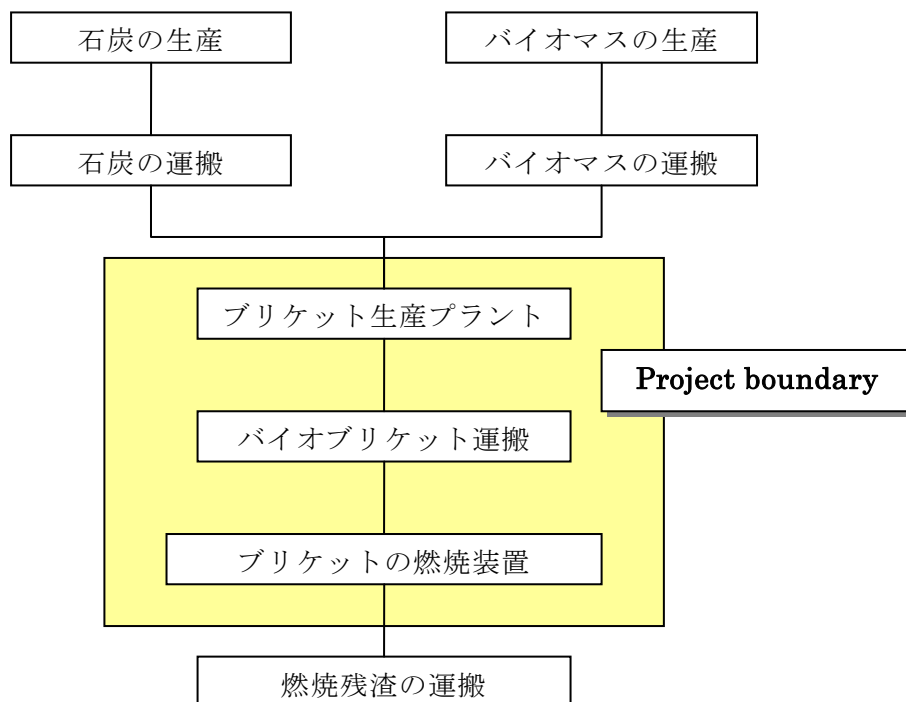 石炭の生産
バイオマスの生産
石炭の運搬
バイオマスの運搬
ブリケット生産プラント
Project boundary
バイオブリケット運搬
ブリケットの燃焼装置
燃焼残渣の運搬